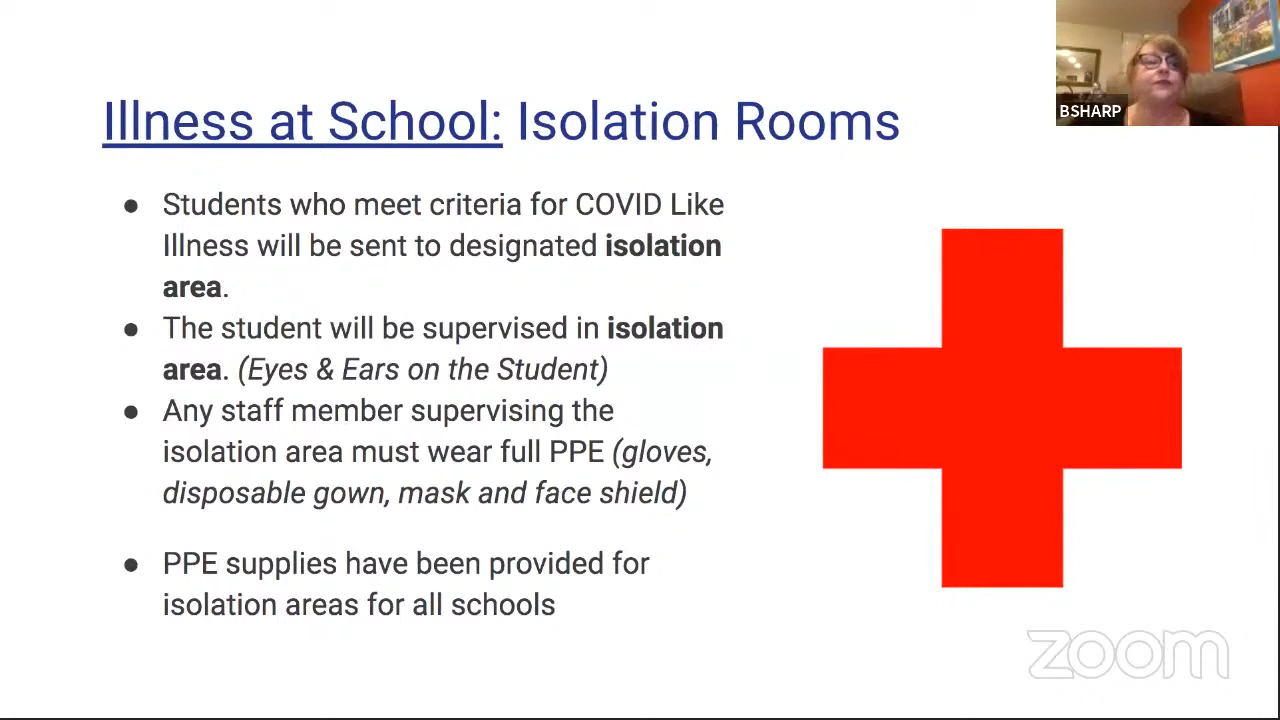 BSHARP
Illness at School: Isolation Rooms
● Students who meet criteria for COVID Like
Illness will be sent to designated isolation
area.
● The student will be supervised in isolation
area. (Eyes & Ears on the Student)
● Any staff member supervising the
isolation area must wear full PPE (gloves,
disposable gown, mask and face shield)
● PPE supplies have been provided for
isolation areas for all schools
zoom